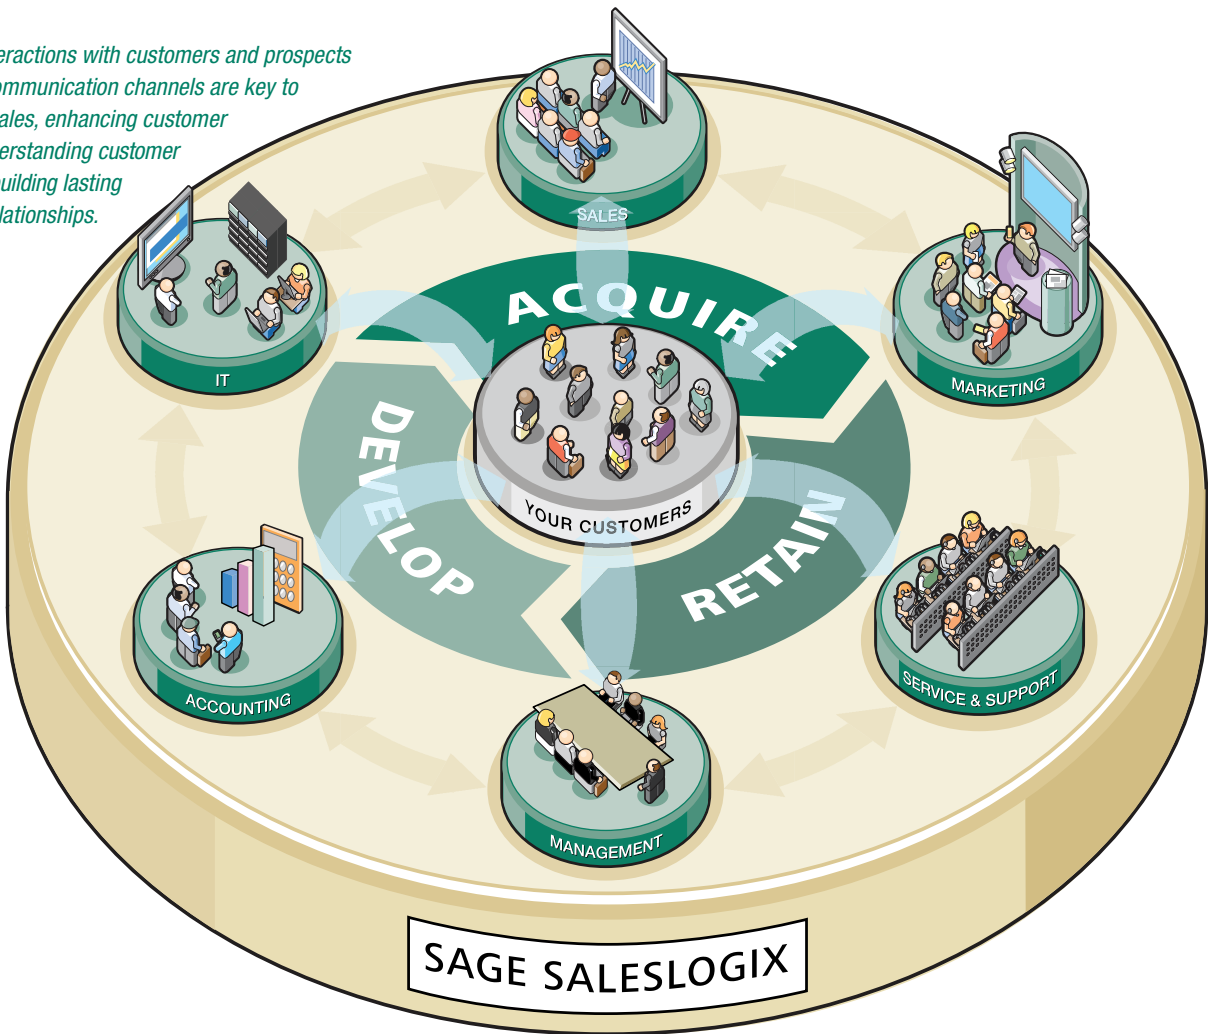 eractions with customers and prospects
ommunication channels are key to
ales, enhancing customer
erstanding customer
uilding lasting
lationships.
SALES
IT
MARKETING
ACQUIRE
DEVELOP
RETAIN
YOUR CUSTOMERS
ACCOUNTING
SERVICE & SUPPORT
MANAGEMENT
SAGE SALESLOGIX